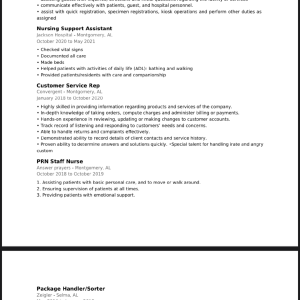 • communicate effectively with patients, guest, and hospital personnel.
• assist with quick registration, specimen registrations, kiosk operations and perform other duties as
assigned
Nursing Support Assistant
Jackson Hospital - Montgomery, AL
October 2020 to May 2021
• Checked vital signs
• Documented all care
• Made beds
• Helped patients with activities of daily life (ADL): bathing and walking
• Provided patients/residents with care and companionship
Customer Service Rep
Convergent - Montgomery, AL
January 2018 to October 2020
• Highly skilled in providing information regarding products and services of the company.
• In-depth knowledge of taking orders, compute charges and administer billing or payments.
• Hands-on experience in reviewing, updating or making changes to customer accounts.
• Track record of listening and responding to customers' needs and concerns.
• Able to handle returns and complaints effectively.
• Demonstrated ability to record details of client contacts and service history.
• Proven ability to determine answers and solutions quickly. *Special talent for handling irate and angry
custom
PRN Staff Nurse
Answer prayers - Montgomery, AL
October 2018 to October 2019
1. Assisting patients with basic personal care, and to move or walk around.
2. Ensuring supervision of patients at all times.
3. Providing patients with emotional support.
Package Handler/Sorter
Zeigler - Selma, AL